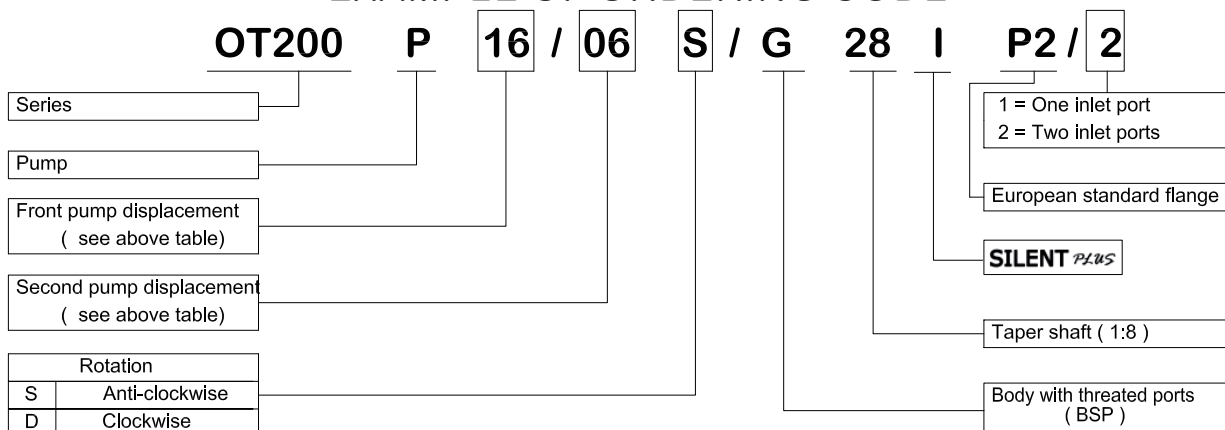 OT200 P 16 / 06 S / G 28 I P2 / 2
Series
Pump
Front pump displacement
( see above table)
Second pump displacement
( see above table)
Rotation
S Anti-clockwise
D Clockwise
1 = One inlet port
2 = Two inlet ports
European standard flange
SILENT PLUS
Taper shaft ( 1:8 )
Body with threated ports
( BSP )